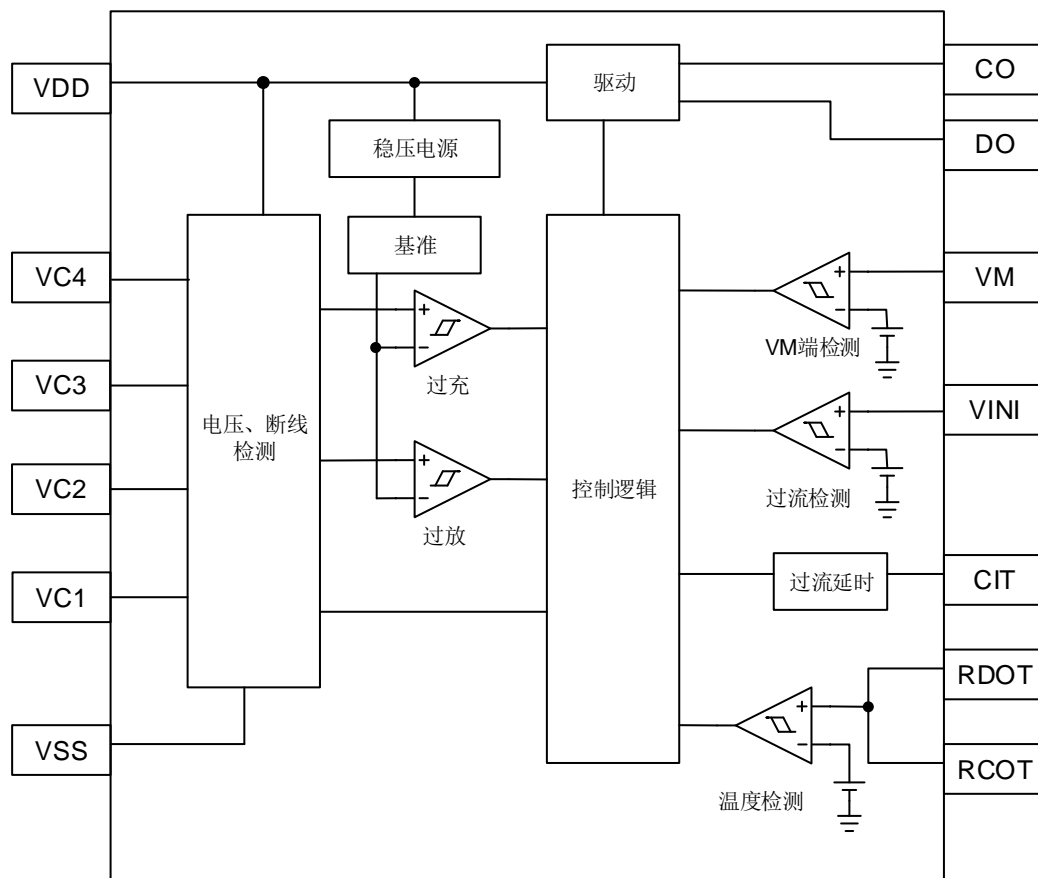 VDD
驱动
CO
DO
稳压电源
基准
VC4
VM
VM端检测
VC3
过充
VINI
电压、断线
检测
VC2
过放
控制逻辑
过流检测
VC1
过流延时
CIT
RDOT
VSS
RCOT
温度检测
+
−
+
−
+
−
+
−
+
−